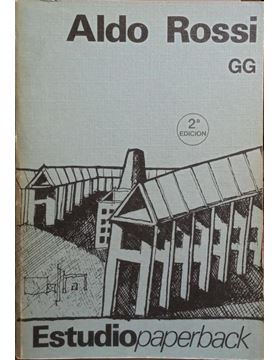 Aldo Rossi
GG
2ª
EDICION
Estudiopaperback